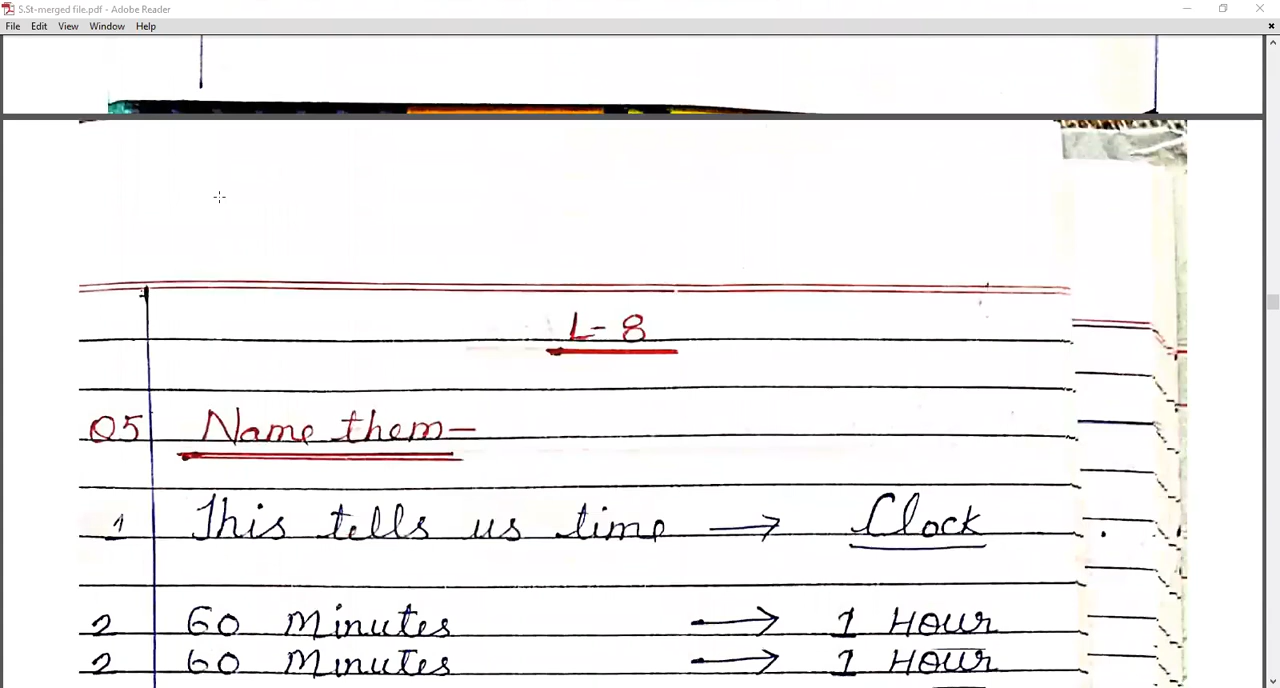 S.St-merged file.pdf - Adobe Reader
File Edit View Window Help
L-8
Q5 Name them-
1 This tells us time → Clock
2 60 Minutes → 1 Hour
2 60 Minutes → 1 Hour